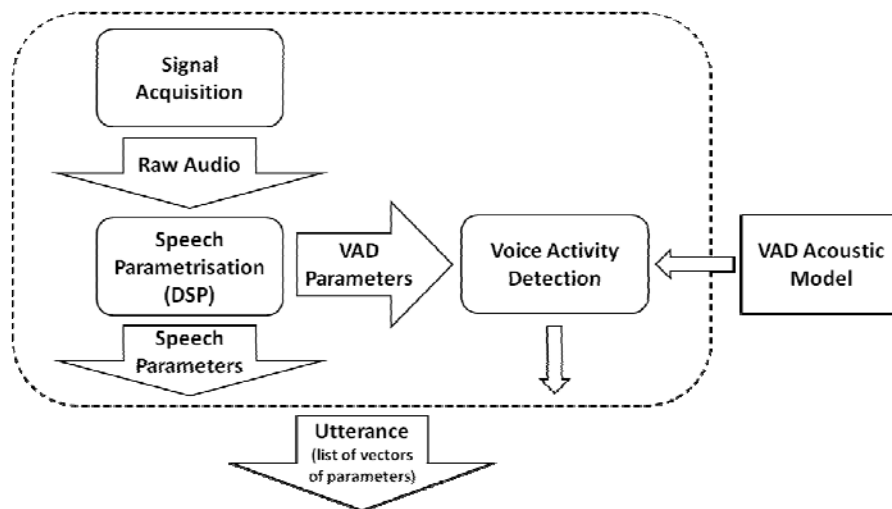 Signal
Acquisition
Raw Audio
Speech
Parametrisation
(DSP)
VAD
Parameters
Voice Activity
Detection
VAD Acoustic
Model
Speech
Parameters
Utterance
(list of vectors
of parameters)